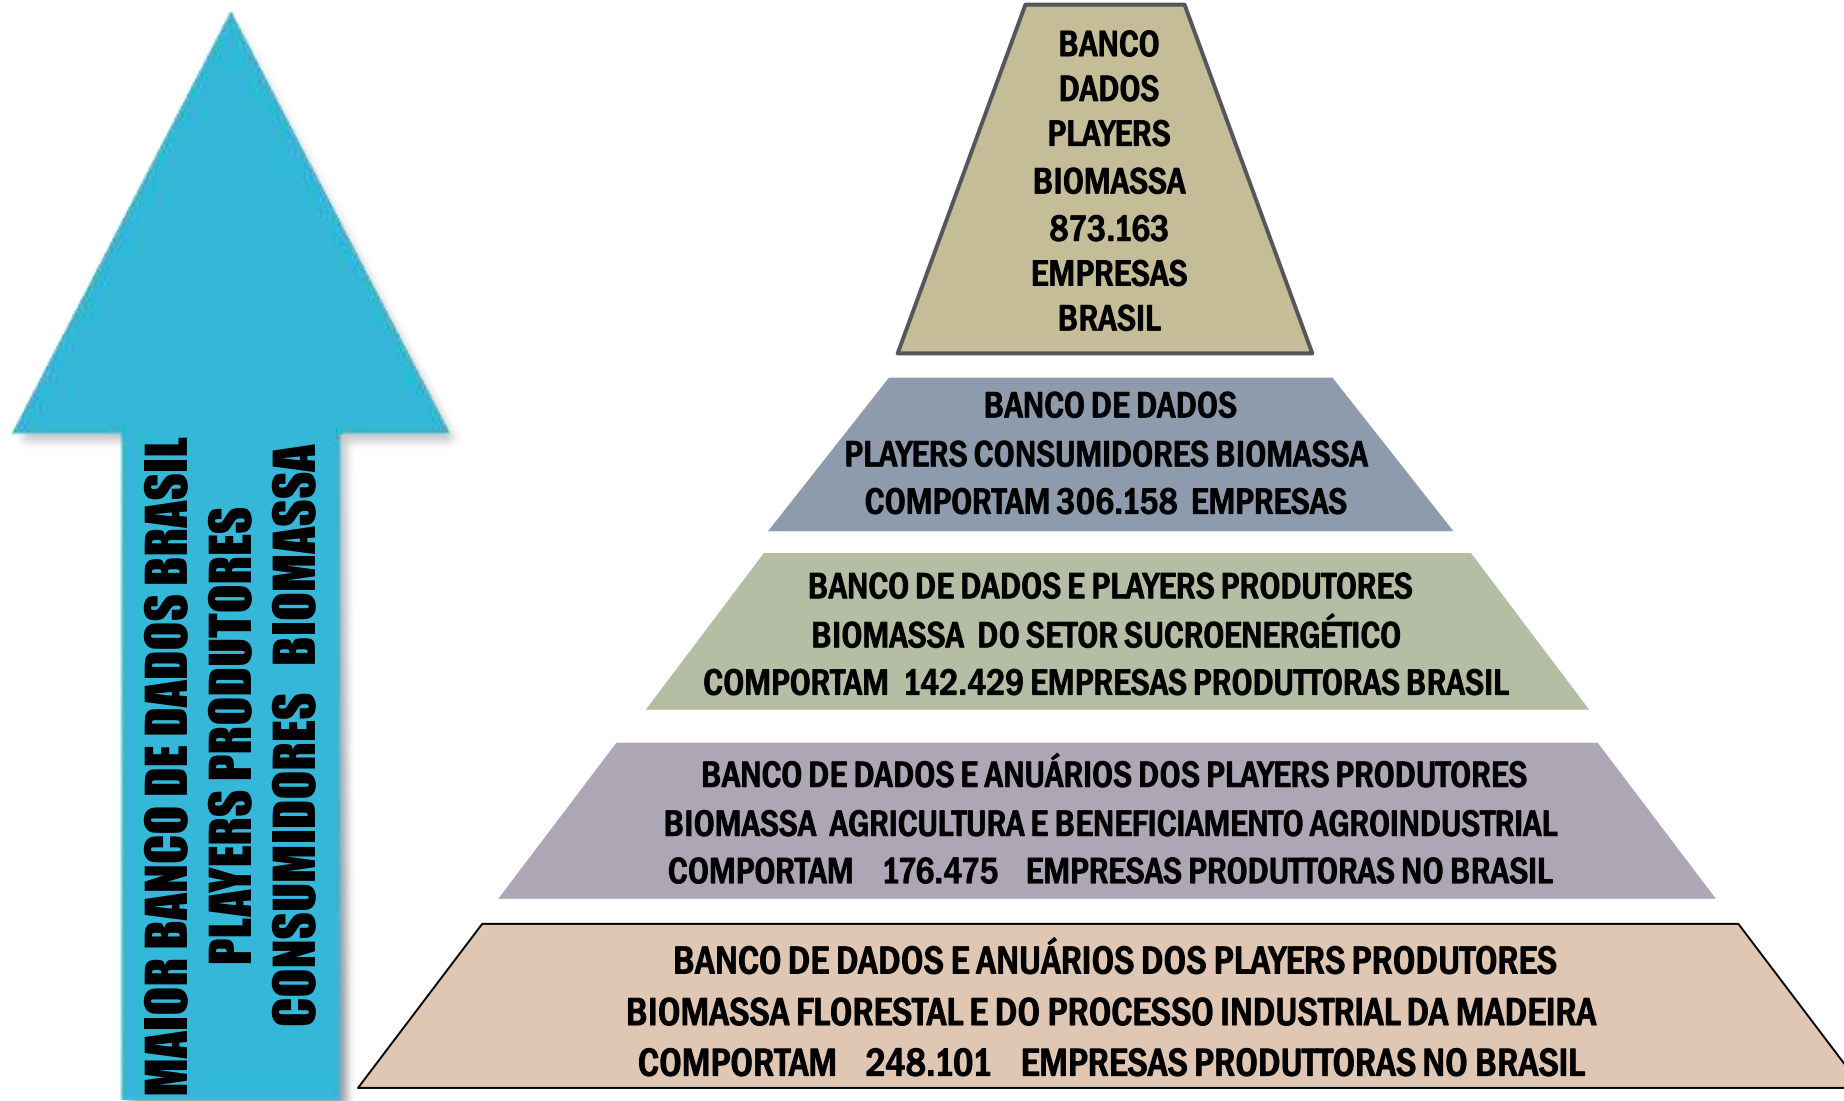 MAIOR BANCO DE DADOS BRASIL
PLAYERS PRODUTORES
CONSUMIDORES BIOMASSA
BANCO
DADOS
PLAYERS
BIOMASSA
873.163
EMPRESAS
BRASIL
BANCO DE DADOS
PLAYERS CONSUMIDORES BIOMASSA
COMPORTAM 306.158 EMPRESAS
BANCO DE DADOS E PLAYERS PRODUTORES
BIOMASSA DO SETOR SUCROENERGÉTICO
COMPORTAM 142.429 EMPRESAS PRODUTTORAS BRASIL
BANCO DE DADOS E ANUÁRIOS DOS PLAYERS PRODUTORES
BIOMASSA AGRICULTURA E BENEFICIAMENTO AGROINDUSTRIAL
COMPORTAM 176.475 EMPRESAS PRODUTTORAS NO BRASIL
BANCO DE DADOS E ANUÁRIOS DOS PLAYERS PRODUTORES
BIOMASSA FLORESTAL E DO PROCESSO INDUSTRIAL DA MADEIRA
COMPORTAM 248.101 EMPRESAS PRODUTTORAS NO BRASIL